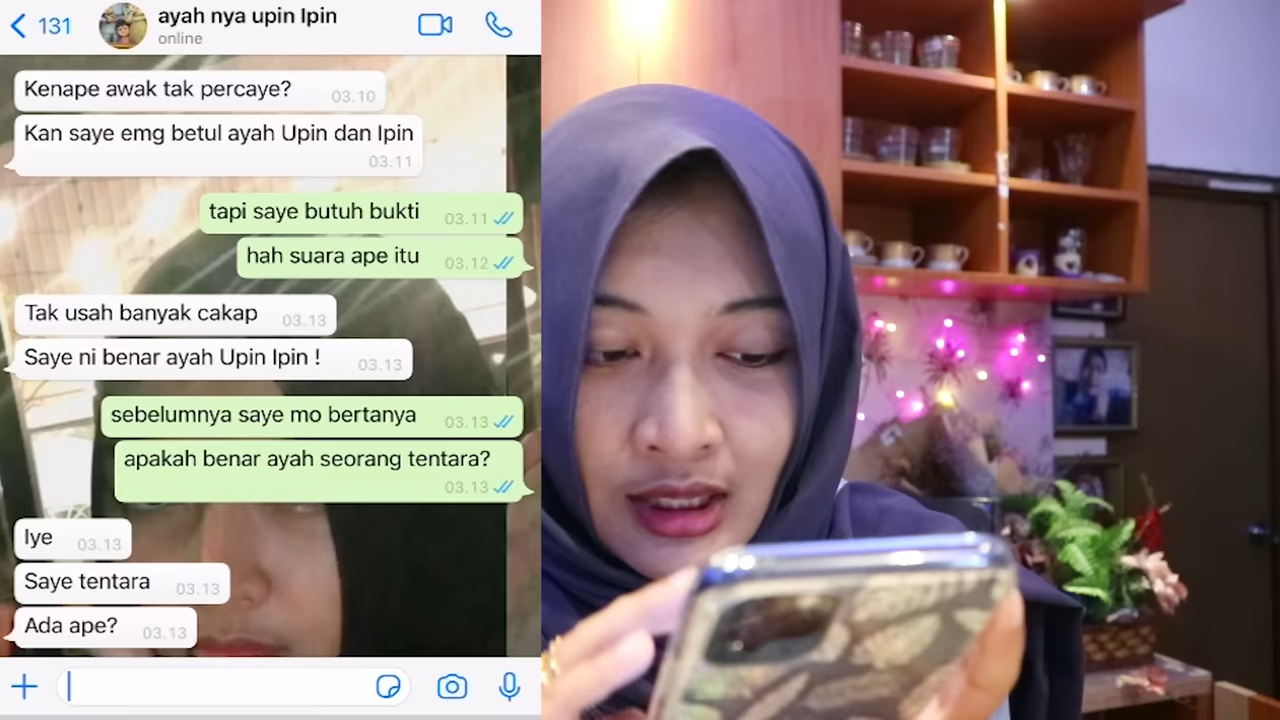 131
ayah nya upin Ipin
online
Kenape awak tak percaye? 03.10
Kan saye emg betul ayah Upin dan Ipin
03.11
tapi saye butuh bukti 03.11
hah suara ape itu 03.12
Tak usah banyak cakap 03.13
Saye ni benar ayah Upin Ipin ! 03.13
sebelumnya saye mo bertanya 03.13
apakah benar ayah seorang tentara?
03.13
Iye 03.13
Saye tentara 03.13
Ada ape? 03.13